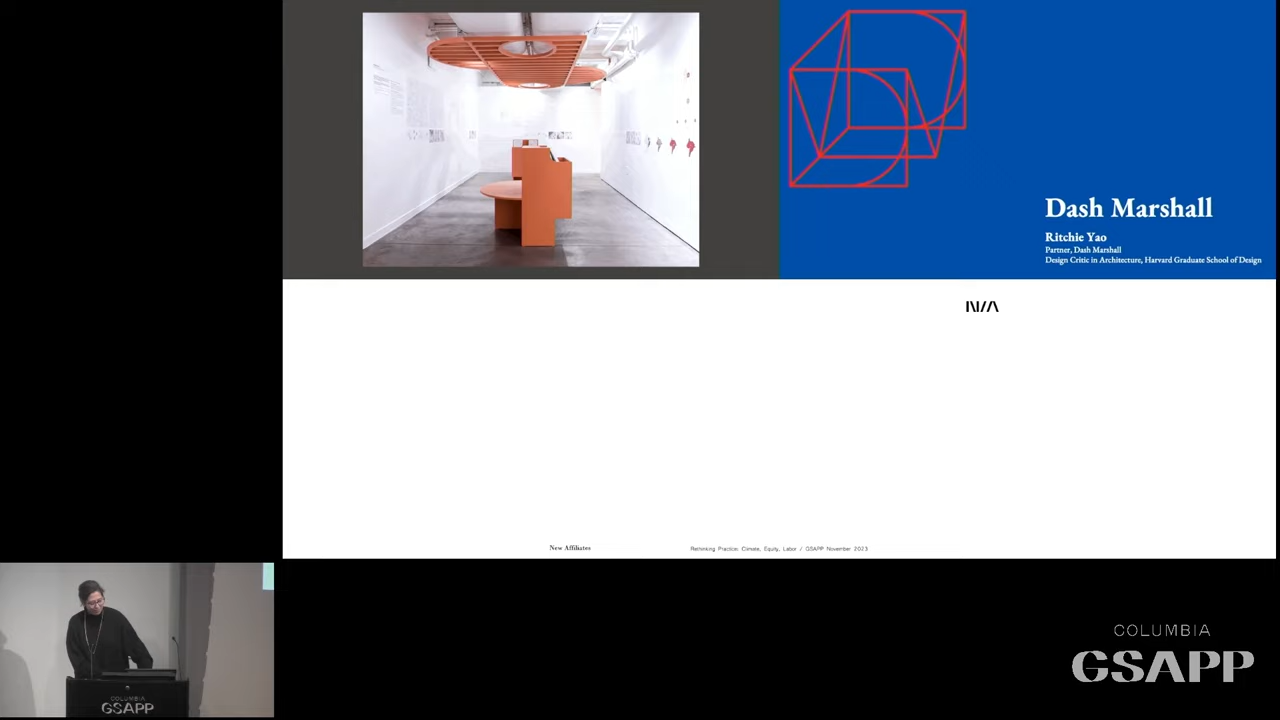 Dash Marshall
Ritchie Yao
Partner, Dash Marshall
Design Critic in Architecture, Harvard Graduate School of Design
New Affiliates
Rethinking Practice, Climate, Equity, Labor / GSAPP November 2023
COLUMBIA
GSAPP
COLUMBIA
GSAPP